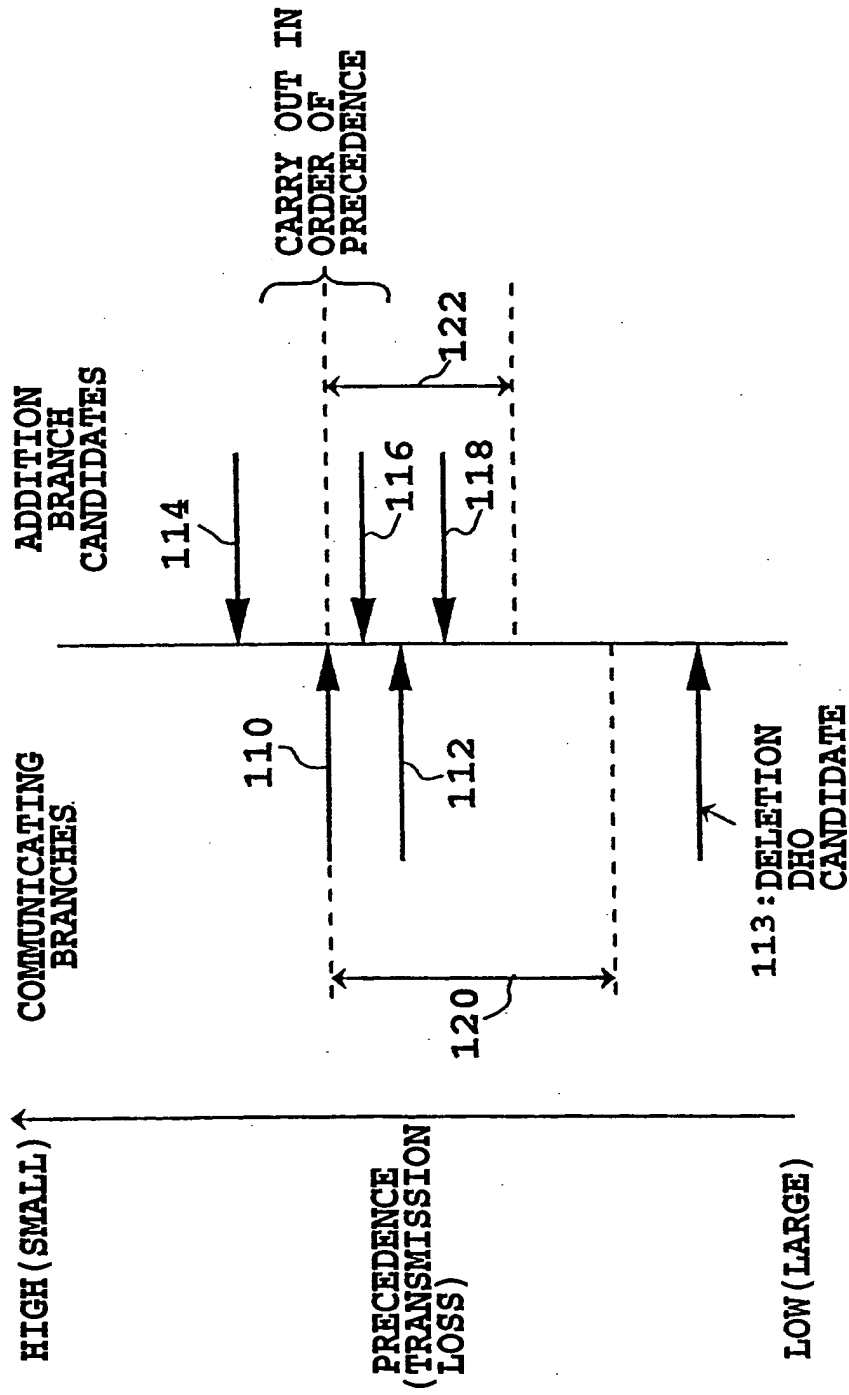 HIGH(SMALL)
PRECEDENCE
(TRANSMISSION
LOSS)
LOW(LARGE)
COMMUNICATING
BRANCHES
110
112
120
113:DELETION
DHO
CANDIDATE
ADDITION
BRANCH
CANDIDATES
114
116
118
122
CARRY OUT IN
ORDER OF
PRECEDENCE